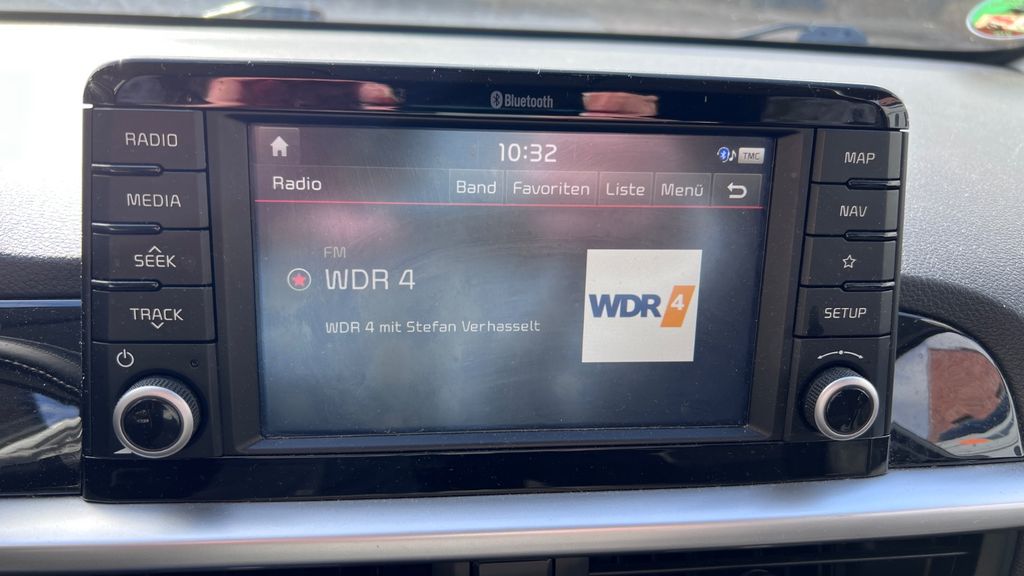 Bluetooth
RADIO
MEDIA
SEEK
TRACK
10:32
TMC
Radio
Band
Favoriten
Liste
Menü
FM
WDR 4
WDR 4 mit Stefan Verhasselt
WDR 4
MAP
NAV
SETUP